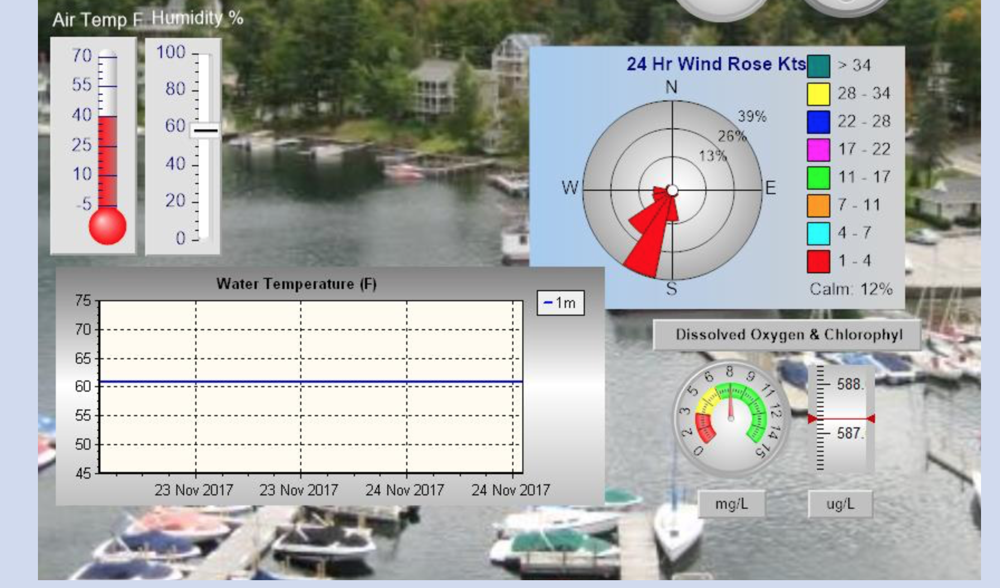 Air Temp F Humidity %
70
55
40
25
10
-5
100
80
60
40
20
0
24 Hr Wind Rose Kts
N
W
E
S
39%
26%
13%
> 34
28 - 34
22 - 28
17 - 22
11 - 17
7 - 11
4 - 7
1 - 4
Calm: 12%
Water Temperature (F)
75
70
65
60
55
50
45
23 Nov 2017 23 Nov 2017 24 Nov 2017 24 Nov 2017
1m
Dissolved Oxygen & Chlorophyl
0
2
3
5
6
8
9
11
12
14
15
mg/L
588.
587.
ug/L